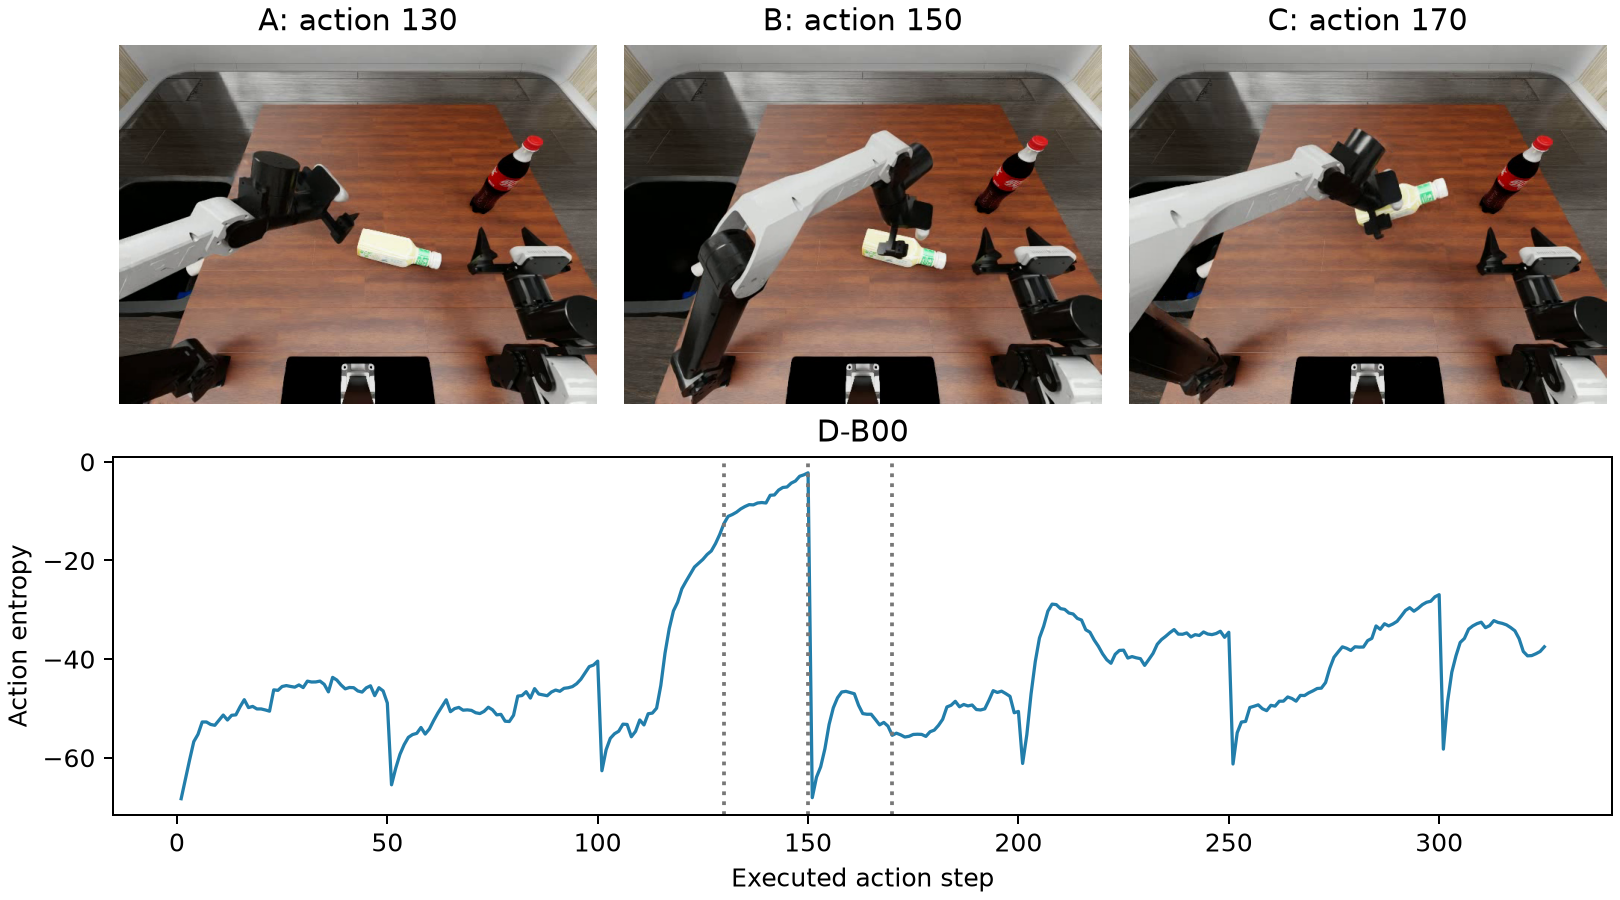 A: action 130
B: action 150
C: action 170
D-B00
Action entropy
0
−20
−40
−60
0
50
100
150
200
250
300
Executed action step